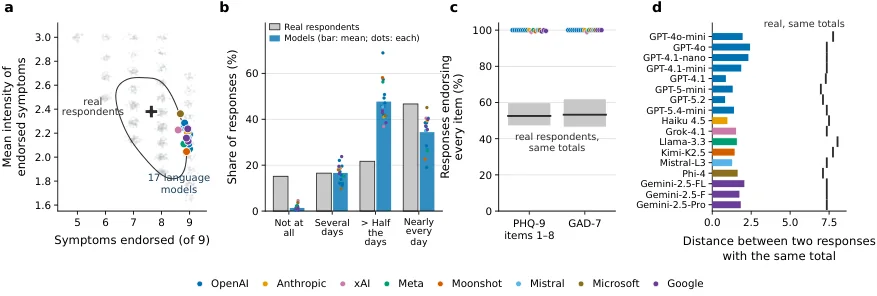 a
Mean intensity of
endorsed symptoms
3.0
2.8
2.6
2.4
2.2
2.0
1.8
1.6
real
respondents
17 language
models
5 6 7 8 9
Symptoms endorsed (of 9)
b
Share of responses (%)
60
40
20
0
Real respondents
Models (bar: mean; dots: each)
Not at
all
Several
days
> Half
the
days
Nearly
every
day
c
Responses endorsing
every item (%)
100
80
60
40
20
0
real respondents,
same totals
PHQ-9
items 1–8
GAD-7
d
real, same totals
GPT-4o-mini
GPT-4o
GPT-4.1-nano
GPT-4.1-mini
GPT-4.1
GPT-5-mini
GPT-5.2
GPT-5.4-mini
Haiku 4.5
Grok-4.1
Llama-3.3
Kimi-K2.5
Mistral-L3
Phi-4
Gemini-2.5-FL
Gemini-2.5-F
Gemini-2.5-Pro
0.0 2.5 5.0 7.5
Distance between two responses
with the same total
OpenAI Anthropic xAI Meta Moonshot Mistral Microsoft Google